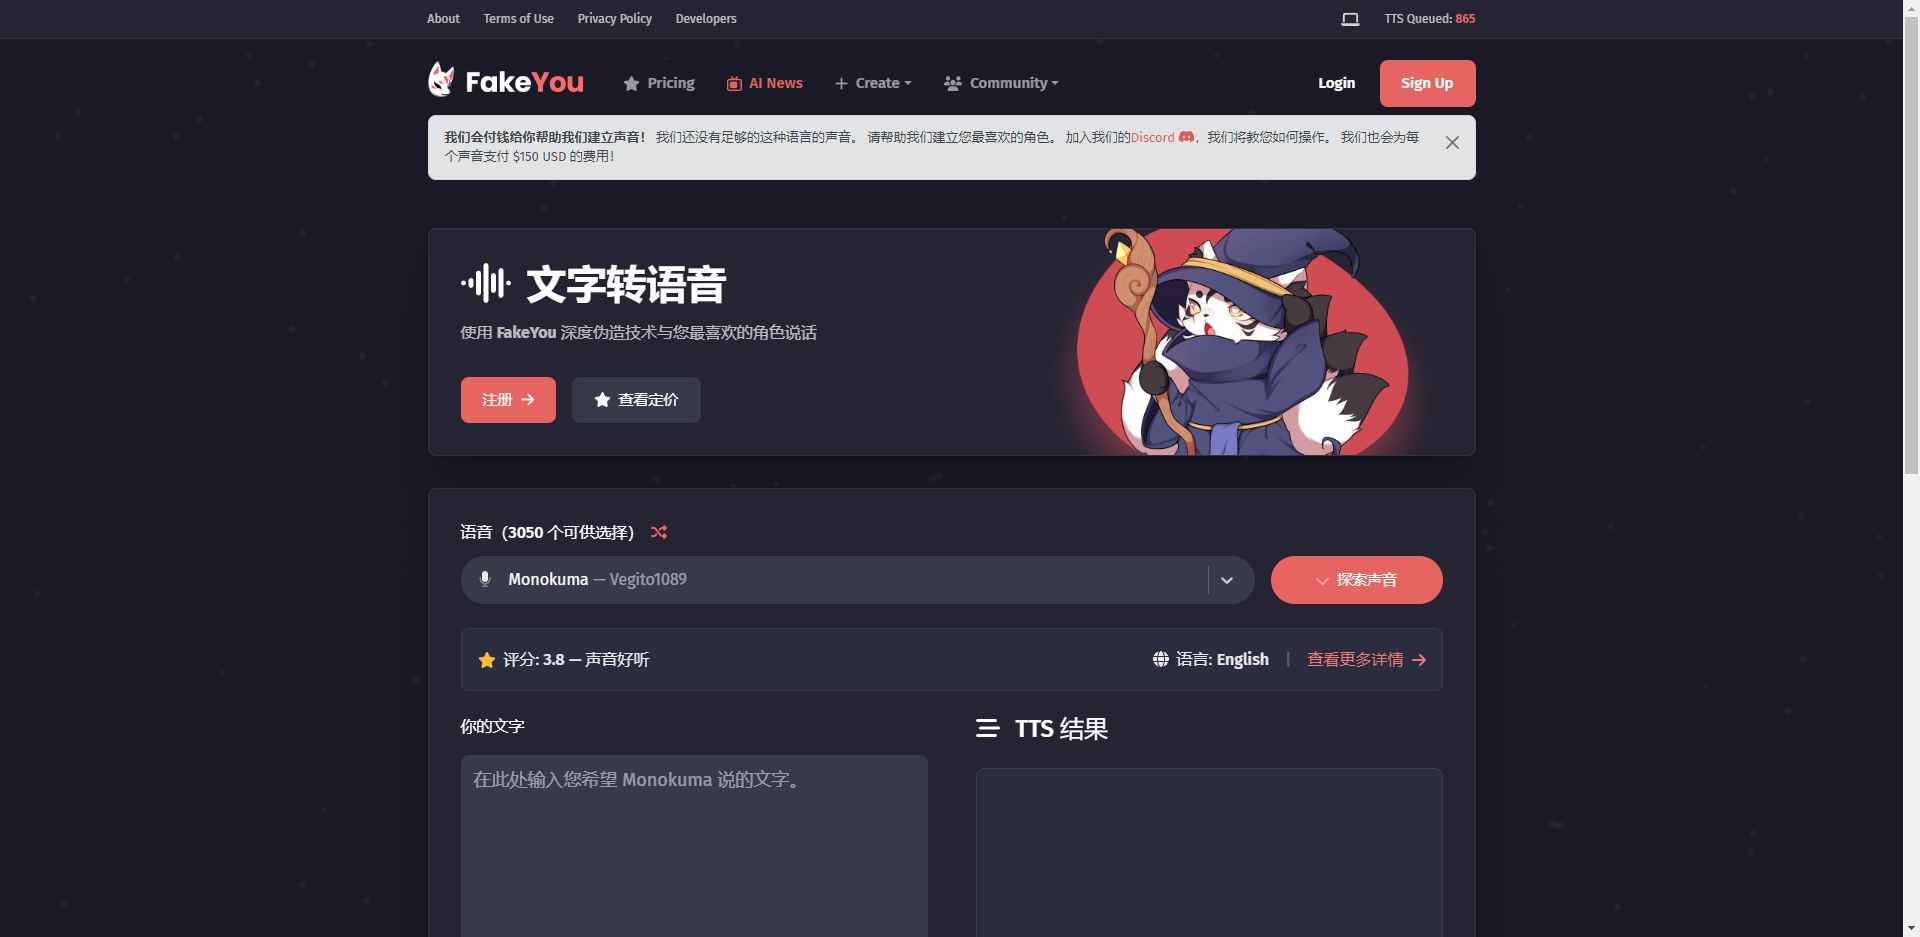 About Terms of Use Privacy Policy Developers TTS Queued: 865
FakeYou Pricing AI News Create Community Login Sign Up
我们会付钱给你帮助我们建立声音！ 我们还没有足够的这种语言的声音。 请帮助我们建立您最喜欢的角色。 加入我们的Discord ，我们将教您如何操作。 我们也会为每
个声音支付 $150 USD 的费用！
文字转语音
使用 FakeYou 深度伪造技术与您最喜欢的角色说话
注册 查看定价
语音（3050 个可供选择）
Monokuma — Vegito1089 探索声音
评分: 3.8 — 声音好听 语言: English | 查看更多详情
你的文字 TTS 结果
在此处输入您希望 Monokuma 说的文字。